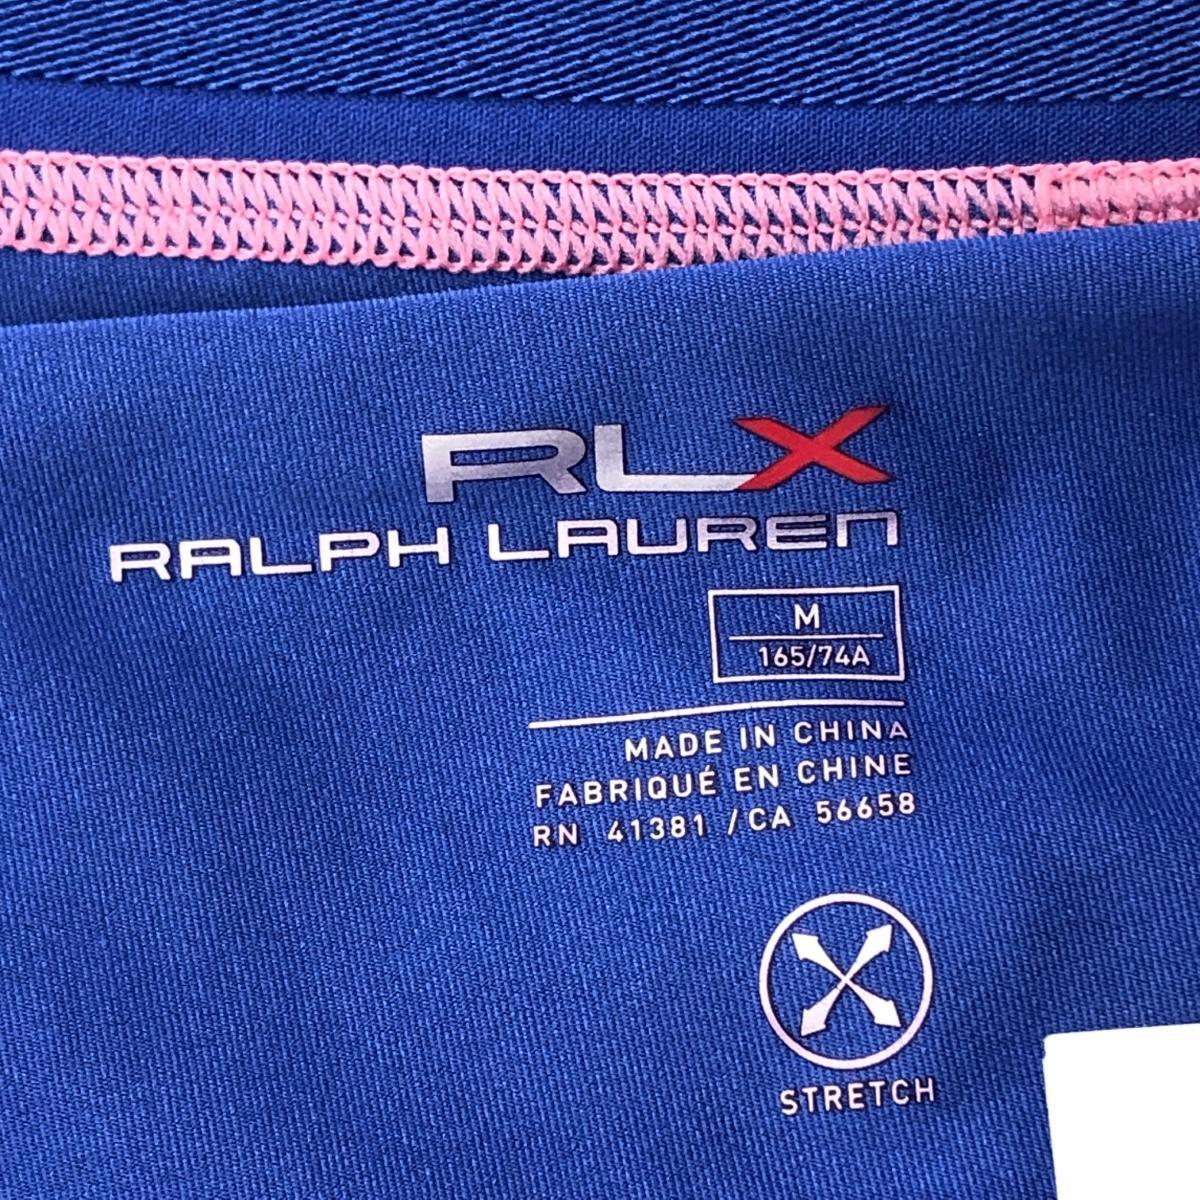 RLX
RALPH LAUREN
M
165/74A
MADE IN CHINA
FABRIQUÉ EN CHINE
RN 41381 /CA 56658
STRETCH